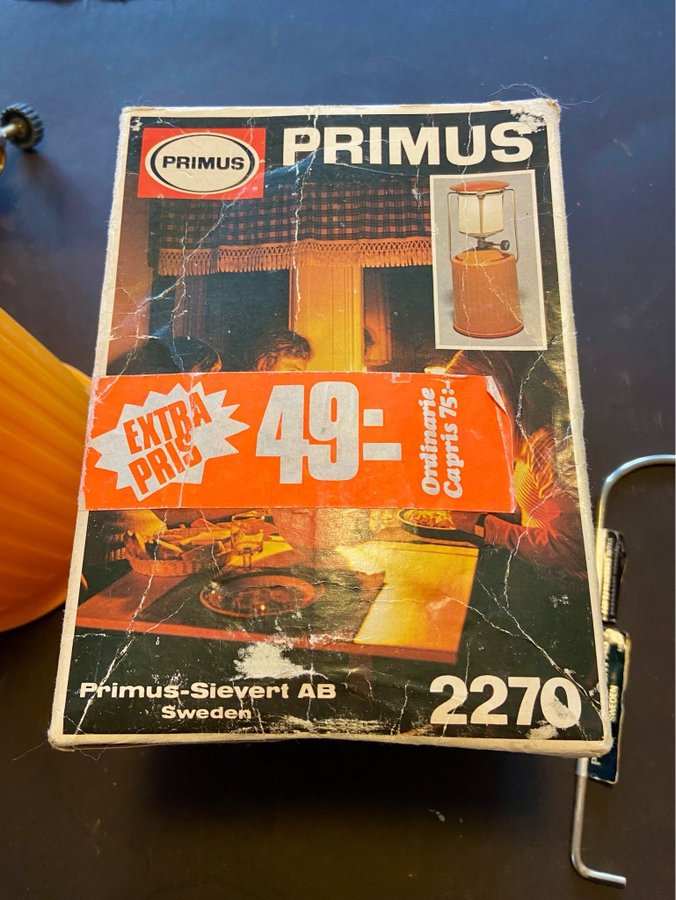 PRIMUS
PRIMUS
EXTRA
PRIS
49:-
Ordinarie
Capris 75:-
Primus-Sievert AB
Sweden
2270